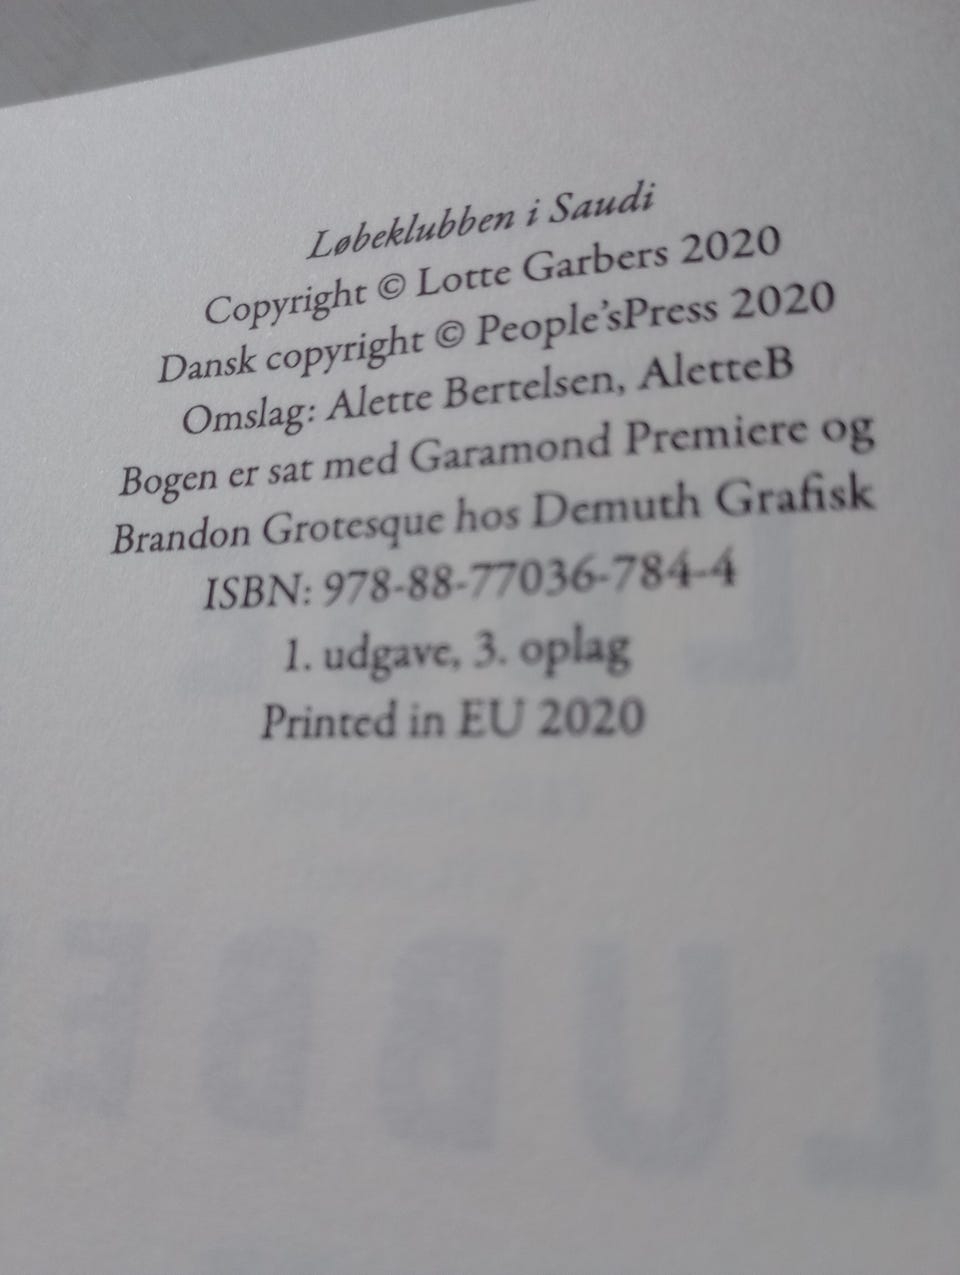 Løbeklubben i Saudi
Copyright © Lotte Garbers 2020
Dansk copyright © People'sPress 2020
Omslag: Alette Bertelsen, AletteB
Bogen er sat med Garamond Premiere og
Brandon Grotesque hos Demuth Grafisk
ISBN: 978-88-77036-784-4
1. udgave, 3. oplag
Printed in EU 2020